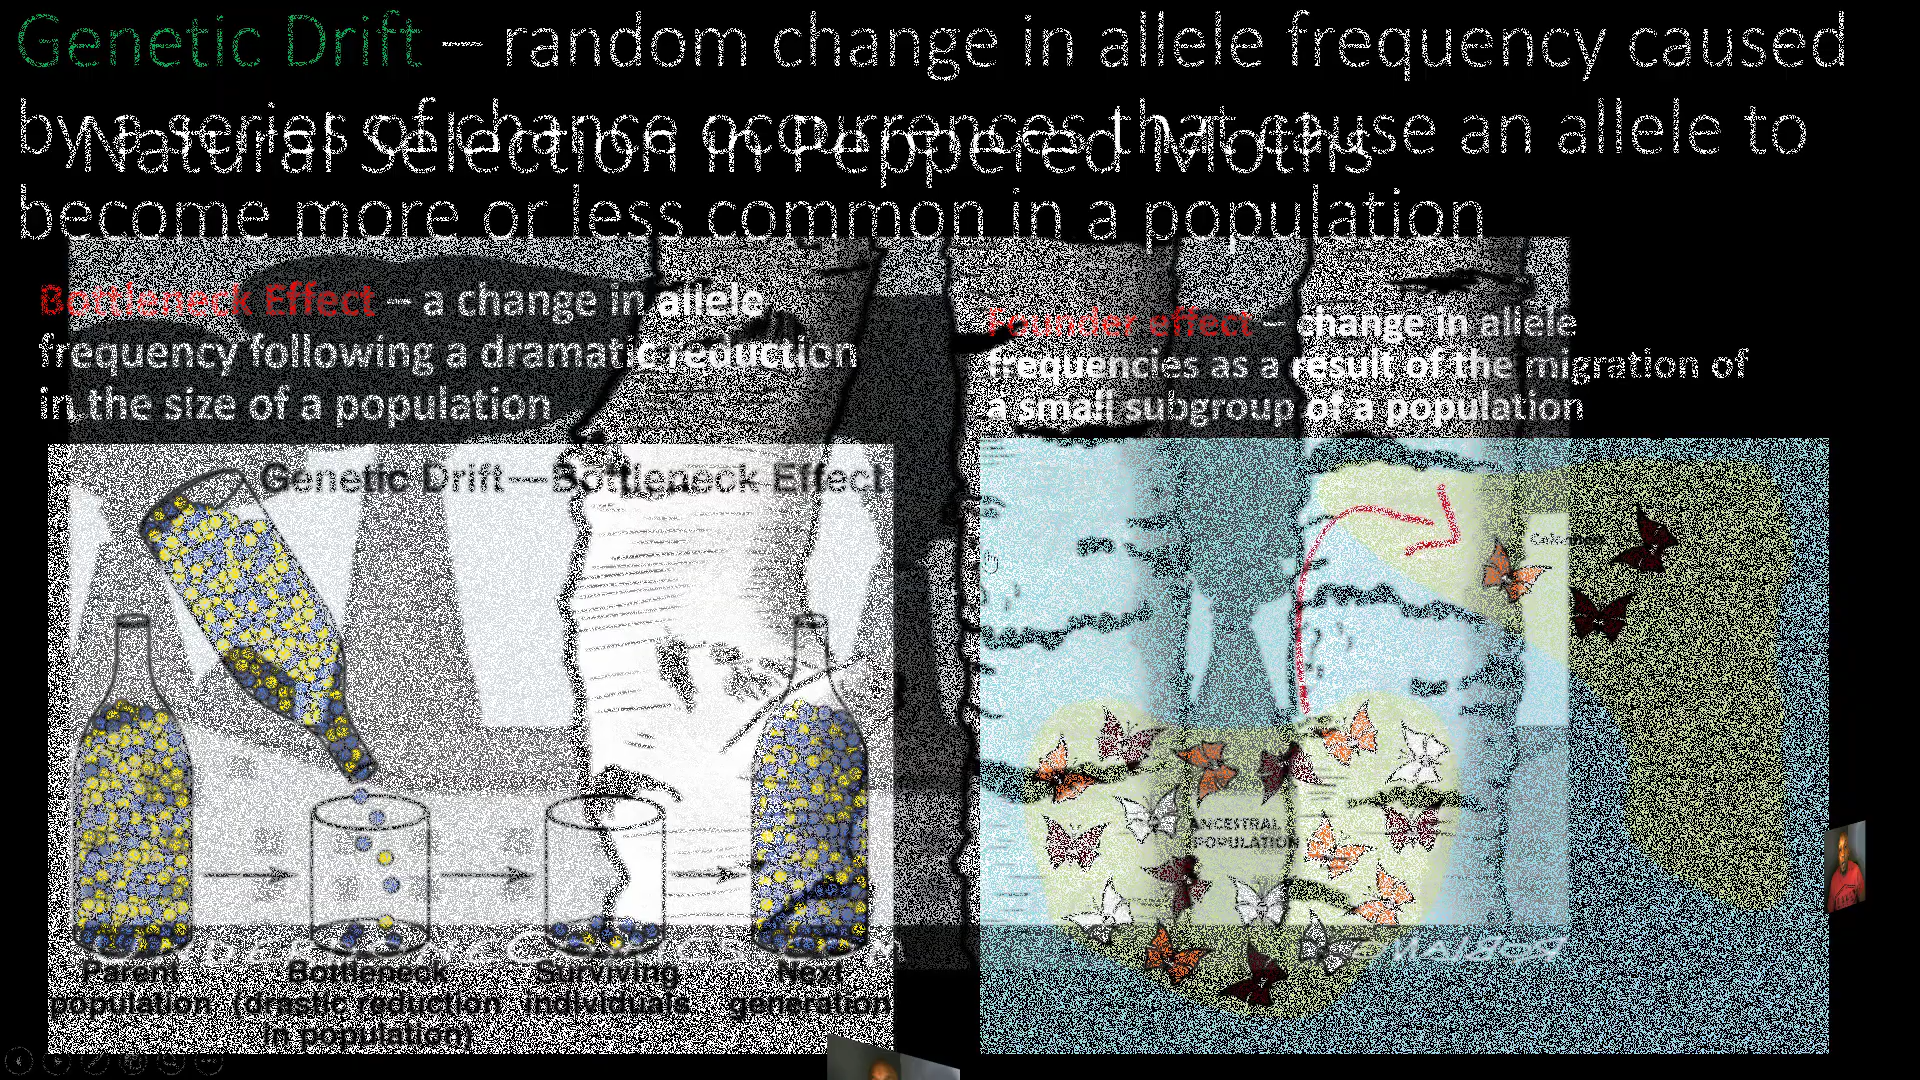 Genetic Drift – random change in allele frequency caused
by a series of chance occurrences that cause an allele to
Natural Selection in Peppered Moths
become more or less common in a population
Bottleneck Effect – a change in allele
frequency following a dramatic reduction
in the size of a population
Founder effect – change in allele
frequencies as a result of the migration of
a small subgroup of a population
Genetic Drift—Bottleneck Effect
ANCESTRAL
POPULATION
Parent
population
Bottleneck
(drastic reduction
in population)
Surviving
individuals
Next
generation